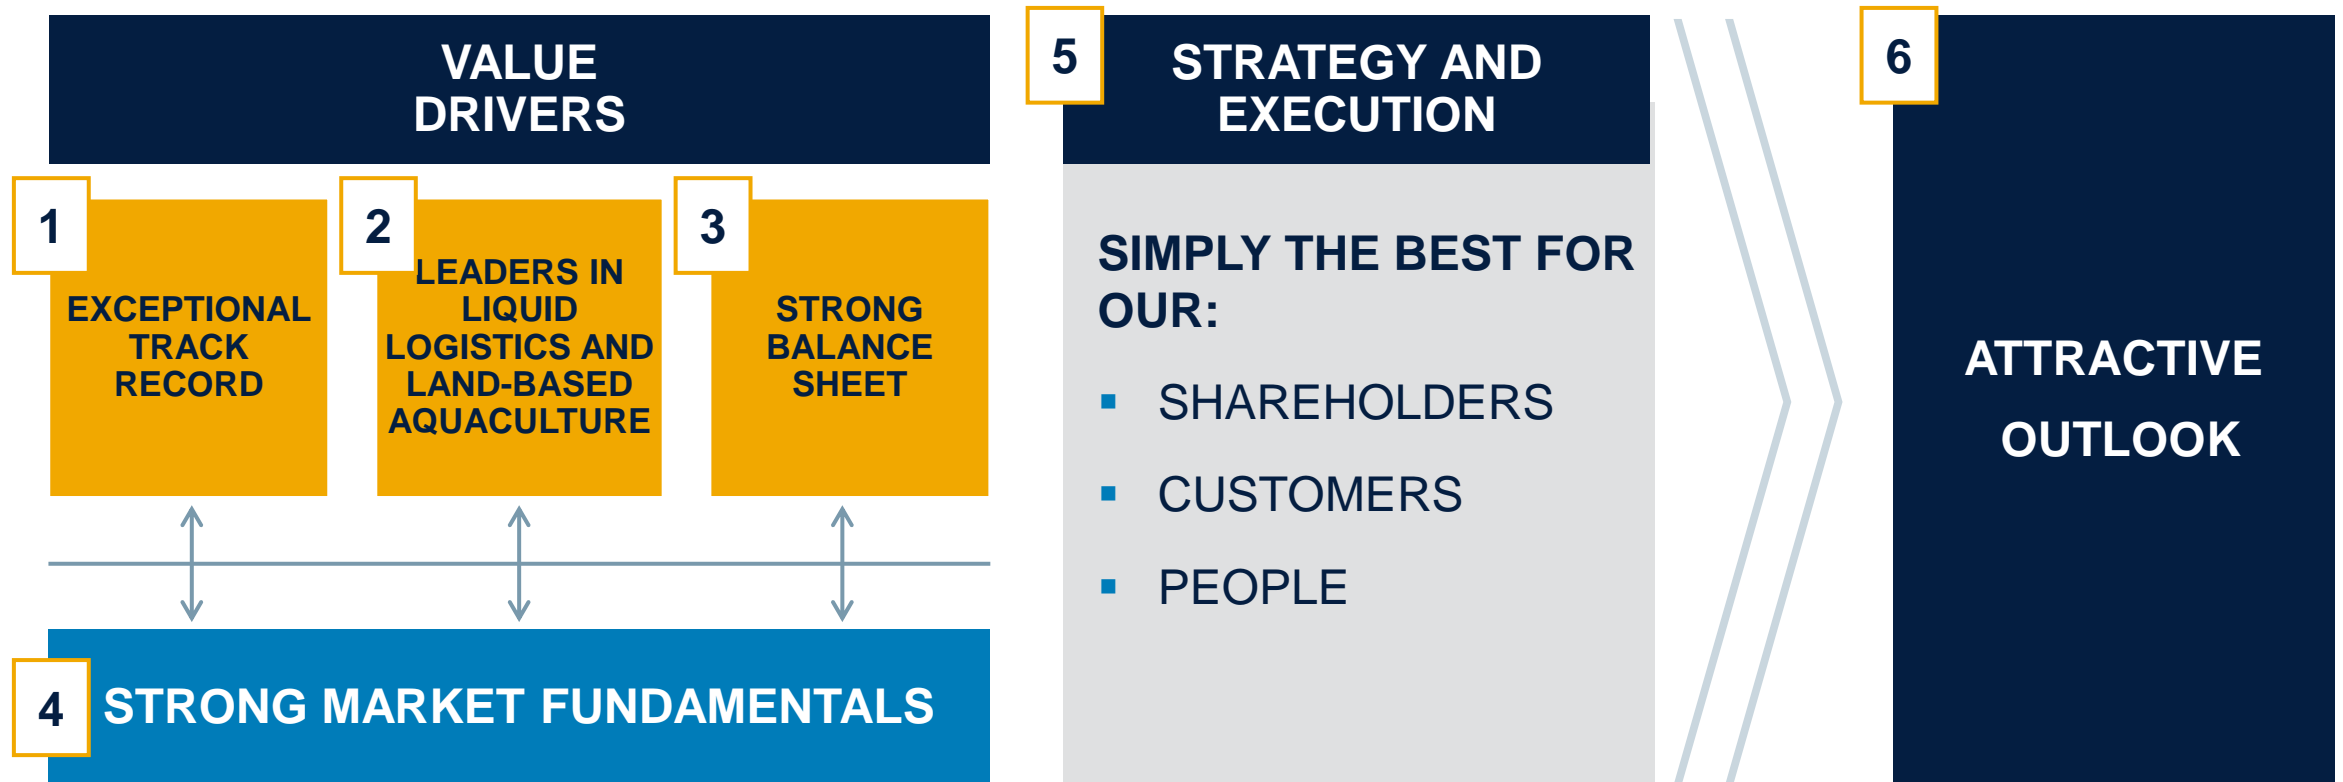 VALUE
DRIVERS
1
EXCEPTIONAL
TRACK
RECORD
2
LEADERS IN
LIQUID
LOGISTICS AND
LAND-BASED
AQUACULTURE
3
STRONG
BALANCE
SHEET
4
STRONG MARKET FUNDAMENTALS
5
STRATEGY AND
EXECUTION
SIMPLY THE BEST FOR
OUR:
▪ SHAREHOLDERS
▪ CUSTOMERS
▪ PEOPLE
6
ATTRACTIVE
OUTLOOK